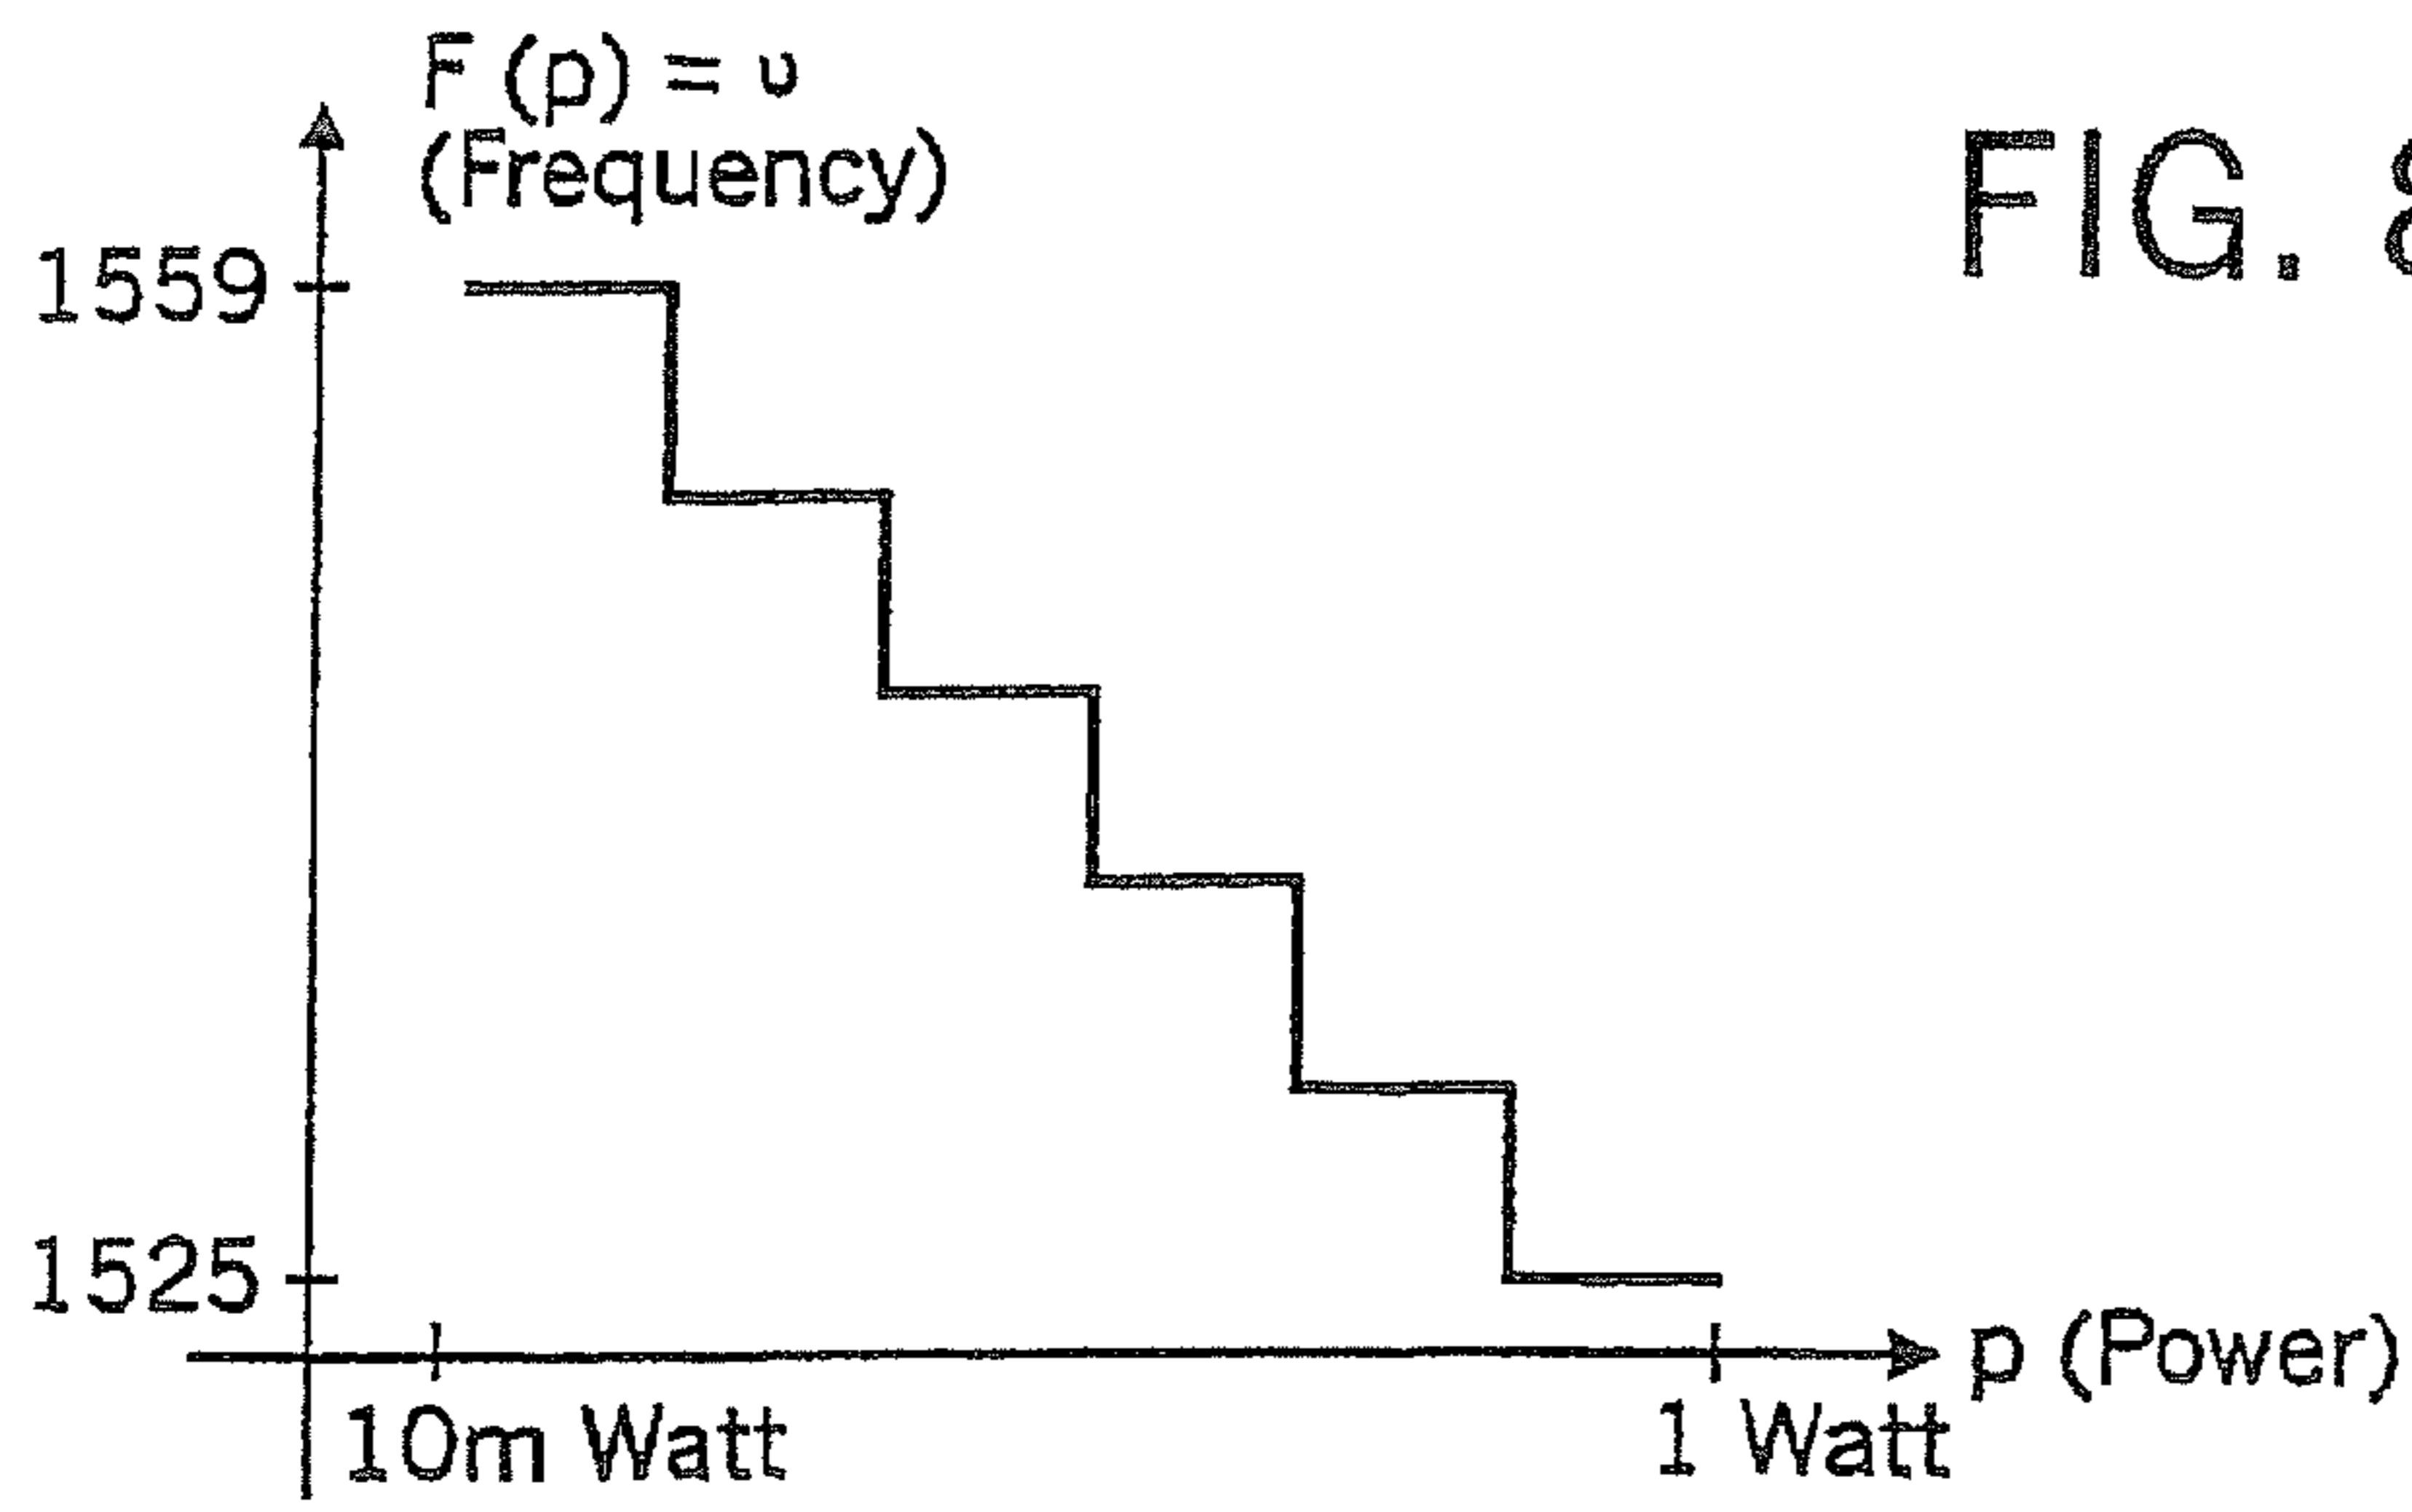 F (p) = υ
(Frequency)
FIG. 8
1559
1525
p (Power)
10m Watt
1 Watt